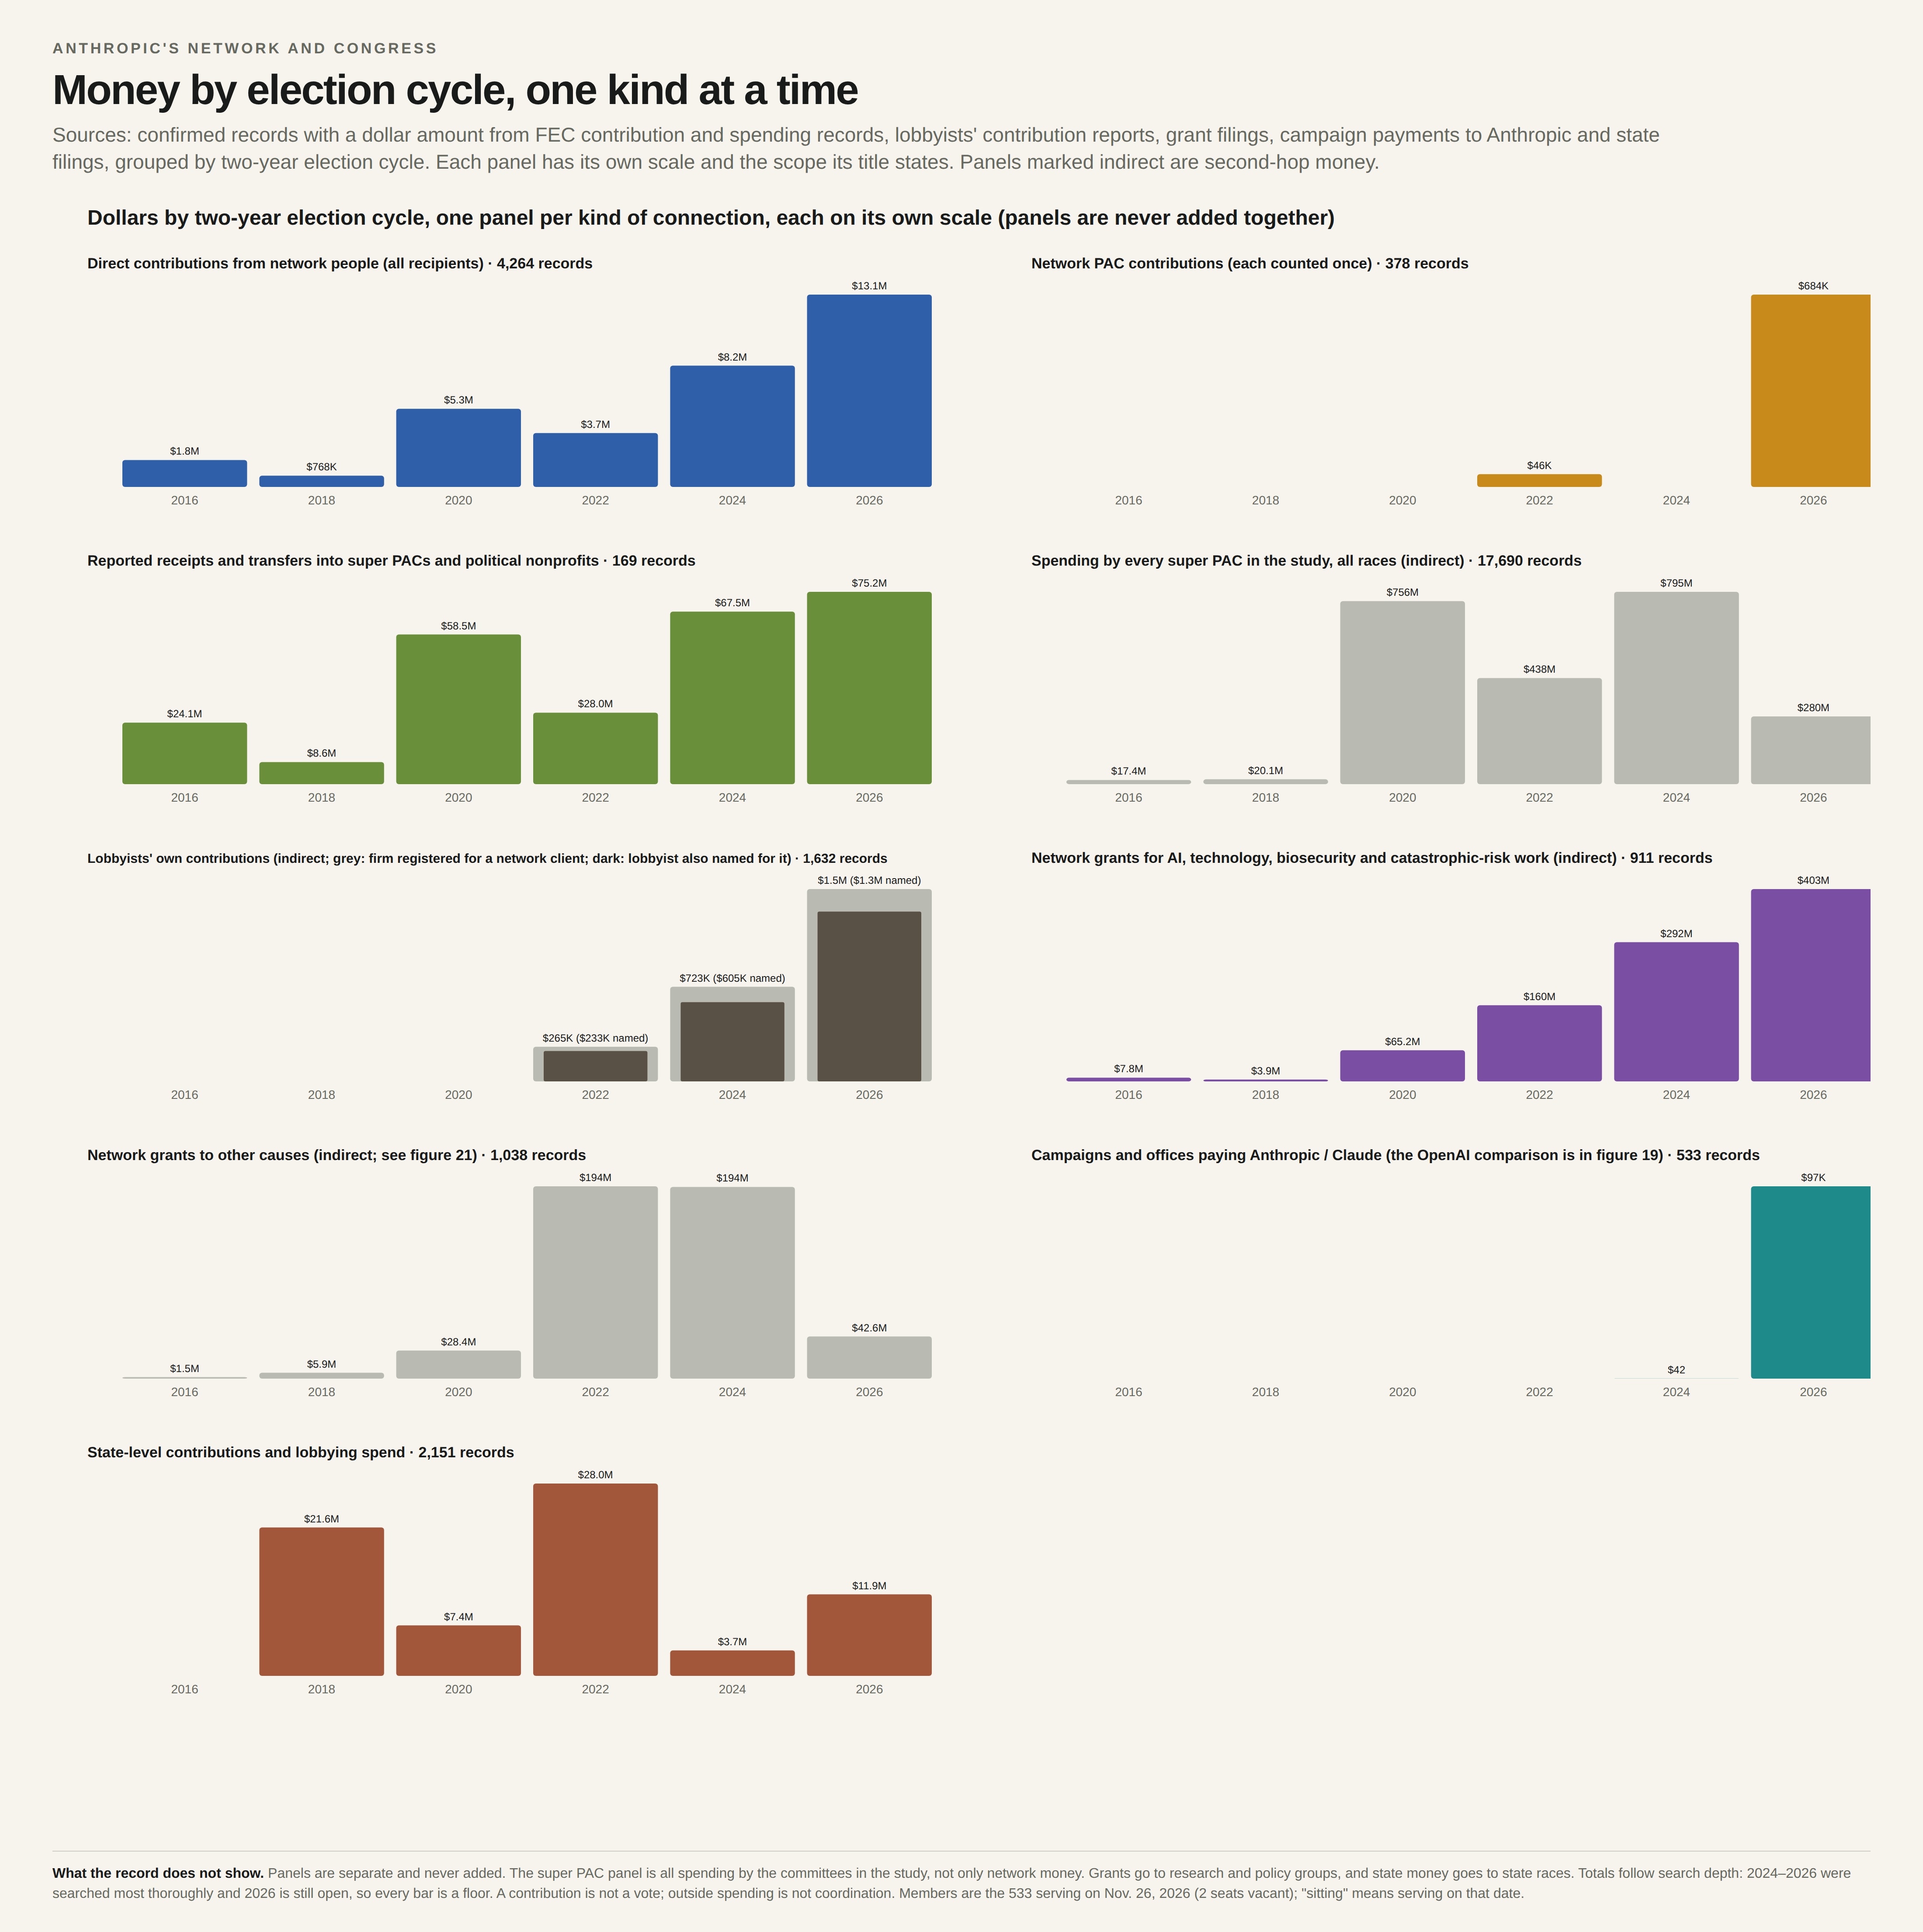 ANTHROPIC'S NETWORK AND CONGRESS
Money by election cycle, one kind at a time
Sources: confirmed records with a dollar amount from FEC contribution and spending records, lobbyists' contribution reports, grant filings, campaign payments to Anthropic and state
filings, grouped by two-year election cycle. Each panel has its own scale and the scope its title states. Panels marked indirect are second-hop money.
Dollars by two-year election cycle, one panel per kind of connection, each on its own scale (panels are never added together)
Direct contributions from network people (all recipients) · 4,264 records
$1.8M
$768K
$5.3M
$3.7M
$8.2M
$13.1M
2016 2018 2020 2022 2024 2026
Network PAC contributions (each counted once) · 378 records
$46K
$684K
2016 2018 2020 2022 2024 2026
Reported receipts and transfers into super PACs and political nonprofits · 169 records
$24.1M
$8.6M
$58.5M
$28.0M
$67.5M
$75.2M
2016 2018 2020 2022 2024 2026
Spending by every super PAC in the study, all races (indirect) · 17,690 records
$17.4M
$20.1M
$756M
$438M
$795M
$280M
2016 2018 2020 2022 2024 2026
Lobbyists' own contributions (indirect; grey: firm registered for a network client; dark: lobbyist also named for it) · 1,632 records
$265K ($233K named)
$723K ($605K named)
$1.5M ($1.3M named)
2016 2018 2020 2022 2024 2026
Network grants for AI, technology, biosecurity and catastrophic-risk work (indirect) · 911 records
$7.8M
$3.9M
$65.2M
$160M
$292M
$403M
2016 2018 2020 2022 2024 2026
Network grants to other causes (indirect; see figure 21) · 1,038 records
$1.5M
$5.9M
$28.4M
$194M
$194M
$42.6M
2016 2018 2020 2022 2024 2026
Campaigns and offices paying Anthropic / Claude (the OpenAI comparison is in figure 19) · 533 records
$42
$97K
2016 2018 2020 2022 2024 2026
State-level contributions and lobbying spend · 2,151 records
$21.6M
$7.4M
$28.0M
$3.7M
$11.9M
2016 2018 2020 2022 2024 2026
What the record does not show. Panels are separate and never added. The super PAC panel is all spending by the committees in the study, not only network money. Grants go to research and policy groups, and state money goes to state races. Totals follow search depth: 2024–2026 were
searched most thoroughly and 2026 is still open, so every bar is a floor. A contribution is not a vote; outside spending is not coordination. Members are the 533 serving on Nov. 26, 2026 (2 seats vacant); "sitting" means serving on that date.